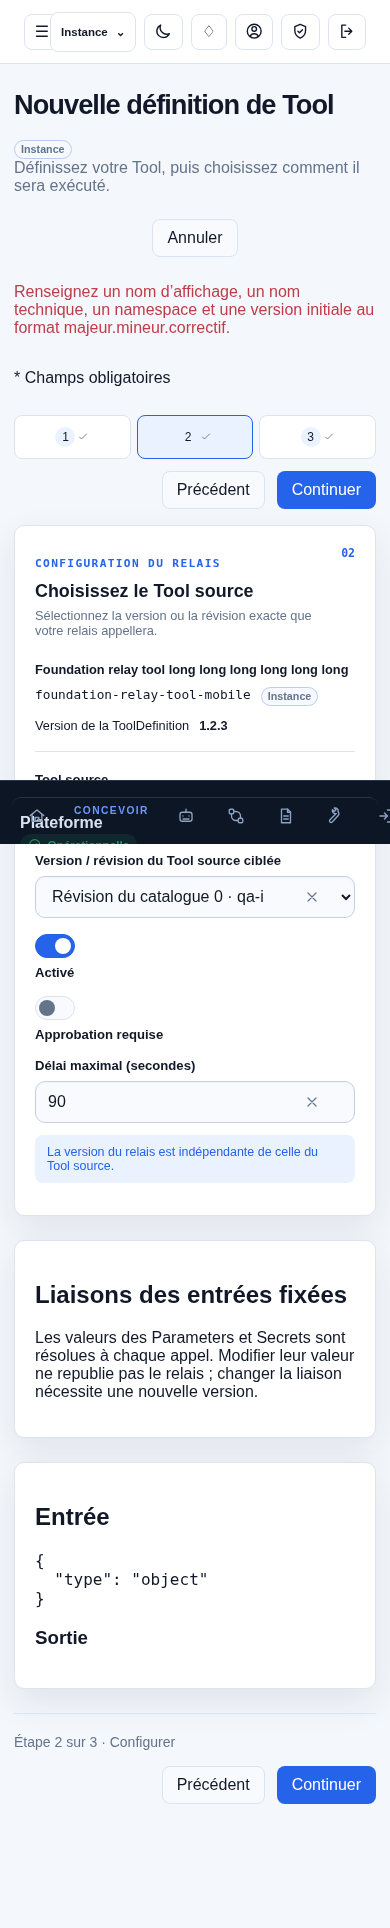 Instance
Nouvelle définition de Tool
Instance
Définissez votre Tool, puis choisissez comment il
sera exécuté.
Annuler
Renseignez un nom d’affichage, un nom
technique, un namespace et une version initiale au
format majeur.mineur.correctif.
* Champs obligatoires
1
2
3
Précédent
Continuer
02
CONFIGURATION DU RELAIS
Choisissez le Tool source
Sélectionnez la version ou la révision exacte que
votre relais appellera.
Foundation relay tool long long long long long long
foundation-relay-tool-mobile Instance
Version de la ToolDefinition 1.2.3
Tool source
CONCEVOIR
Plateforme
Opérationnelle
Version / révision du Tool source ciblée
Révision du catalogue 0 · qa-i
Activé
Approbation requise
Délai maximal (secondes)
90
La version du relais est indépendante de celle du
Tool source.
Liaisons des entrées fixées
Les valeurs des Parameters et Secrets sont
résolues à chaque appel. Modifier leur valeur
ne republie pas le relais ; changer la liaison
nécessite une nouvelle version.
Entrée
{
  "type": "object"
}
Sortie
Étape 2 sur 3 · Configurer
Précédent
Continuer